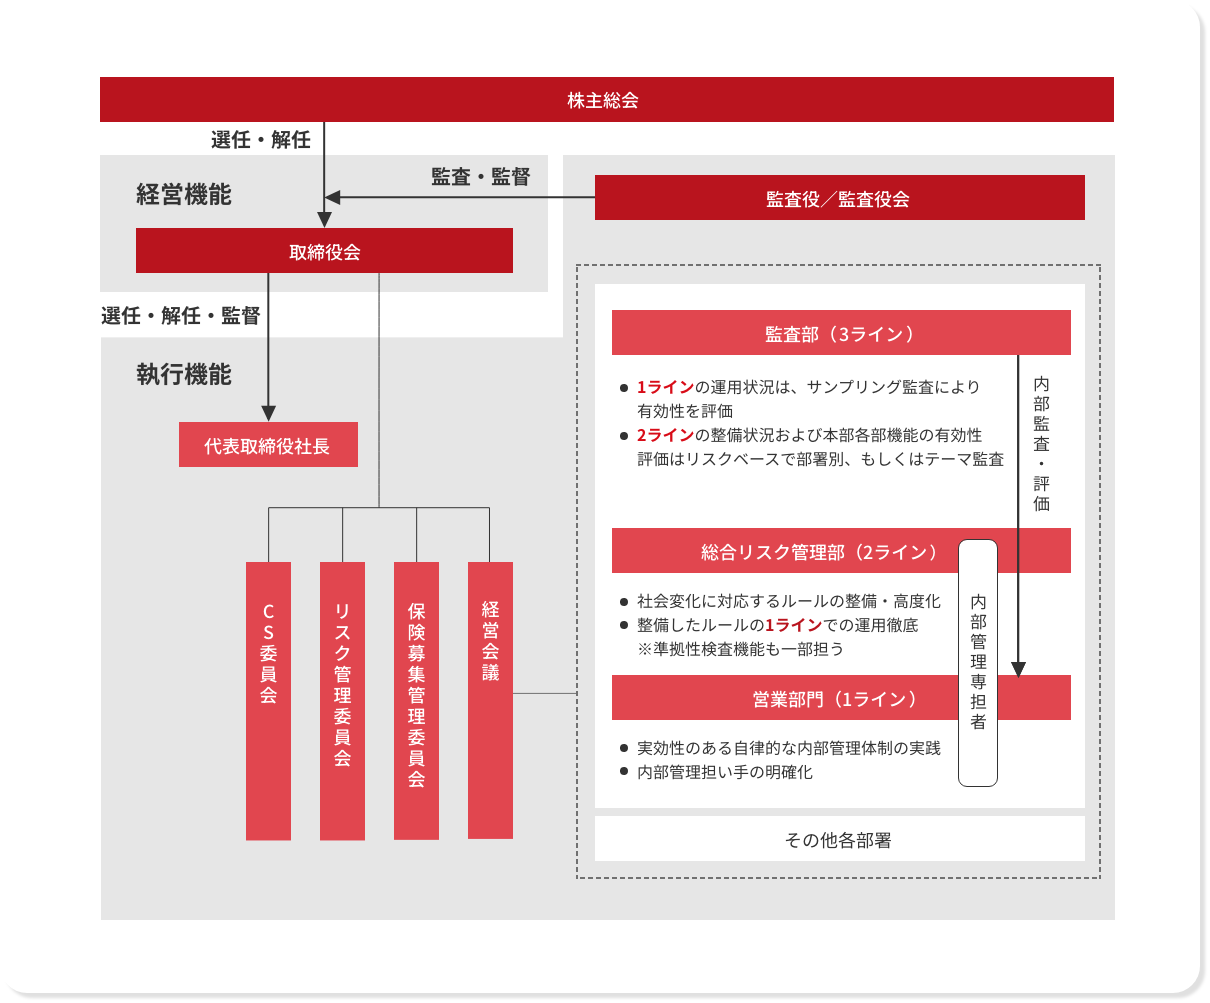 株主総会
選任・解任
経営機能
監査・監督
監査役／監査役会
取締役会
選任・解任・監督
執行機能
代表取締役社長
CS委員会
リスク管理委員会
保険募集管理委員会
経営会議
監査部（3ライン）
● 1ラインの運用状況は、サンプリング監査により
有効性を評価
● 2ラインの整備状況および本部各部機能の有効性
評価はリスクベースで部署別、もしくはテーマ監査
内部監査・評価
総合リスク管理部（2ライン）
● 社会変化に対応するルールの整備・高度化
● 整備したルールの1ラインでの運用徹底
※準拠性検査機能も一部担う
内部管理専担者
営業部門（1ライン）
● 実効性のある自律的な内部管理体制の実践
● 内部管理担い手の明確化
その他各部署